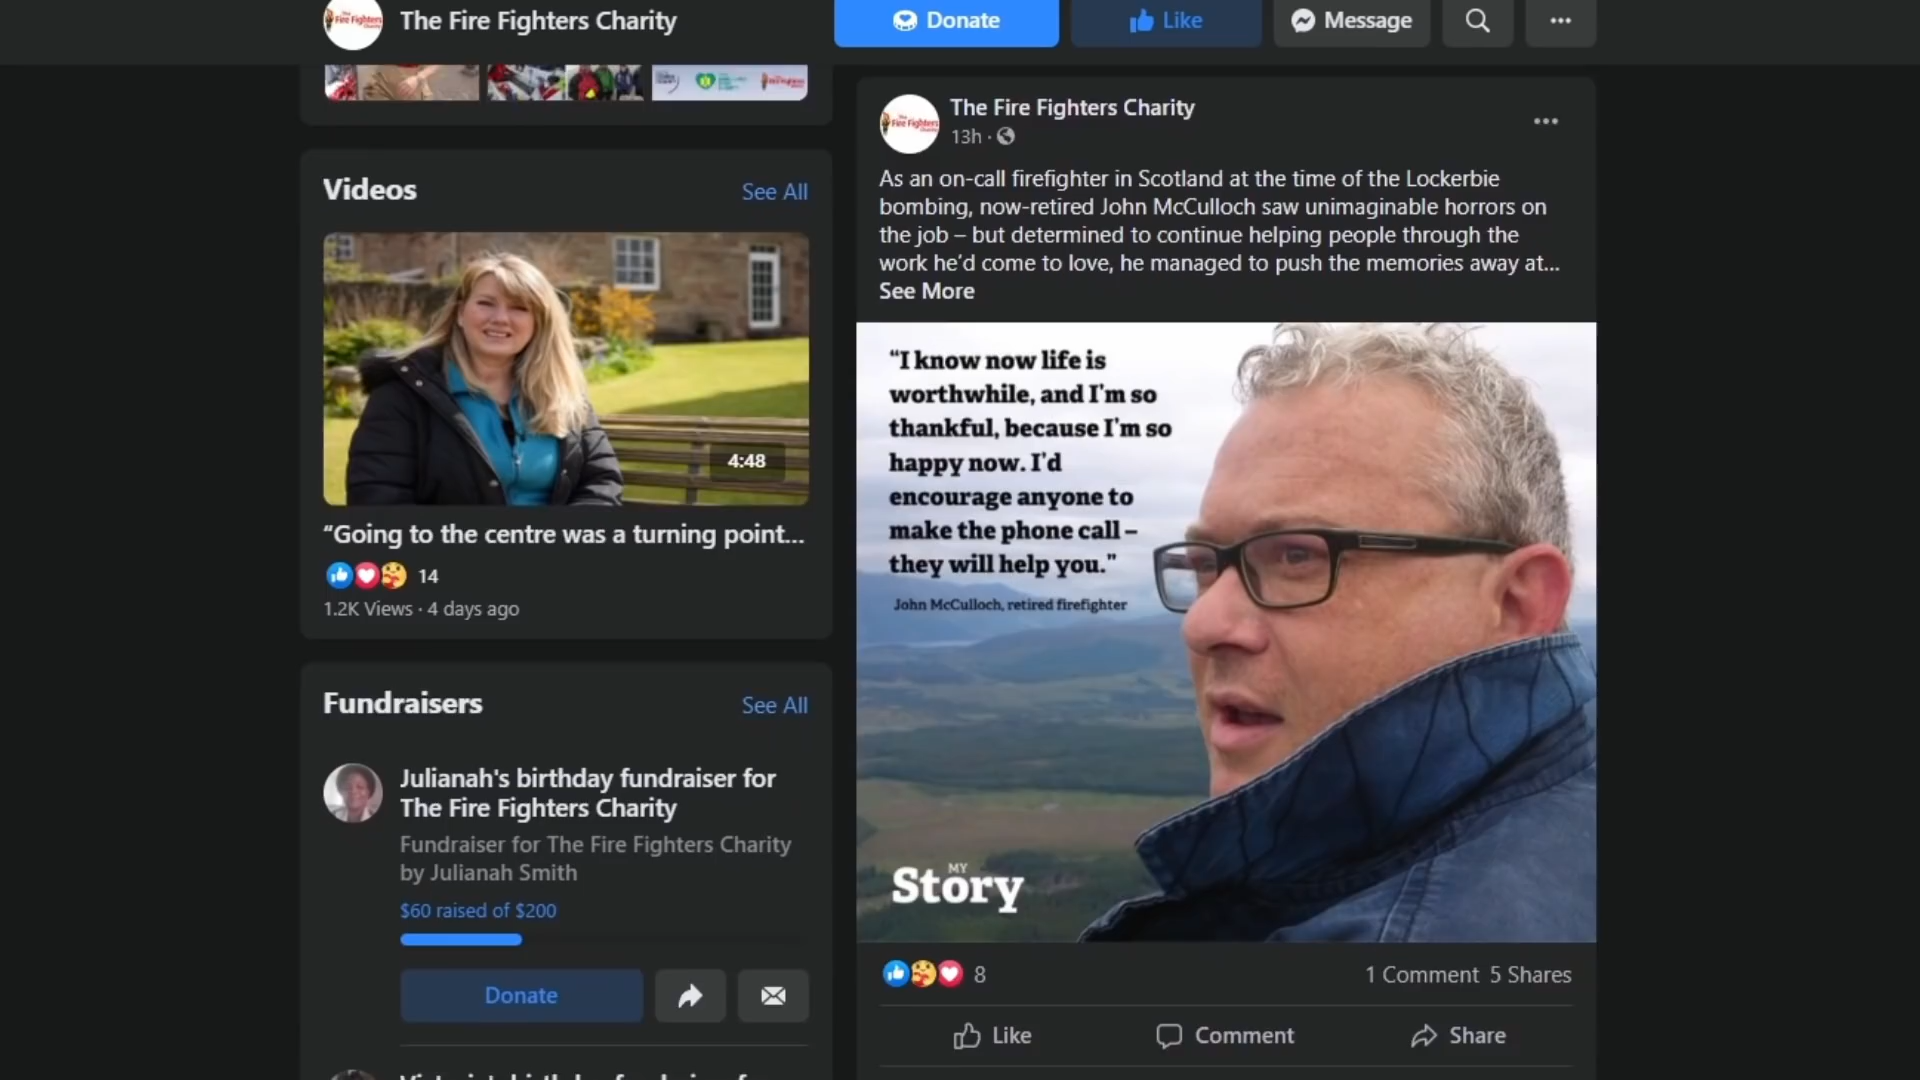 The Fire Fighters Charity
Donate
Like
Message
Videos
See All
4:48
“Going to the centre was a turning point...
14
1.2K Views · 4 days ago
Fundraisers
See All
Julianah's birthday fundraiser for
The Fire Fighters Charity
Fundraiser for The Fire Fighters Charity
by Julianah Smith
$60 raised of $200
Donate
The Fire Fighters Charity
13h ·
As an on-call firefighter in Scotland at the time of the Lockerbie
bombing, now-retired John McCulloch saw unimaginable horrors on
the job – but determined to continue helping people through the
work he’d come to love, he managed to push the memories away at...
See More
“I know now life is
worthwhile, and I'm so
thankful, because I'm so
happy now. I'd
encourage anyone to
make the phone call –
they will help you.”
John McCulloch, retired firefighter
MY
Story
8
1 Comment 5 Shares
Like
Comment
Share